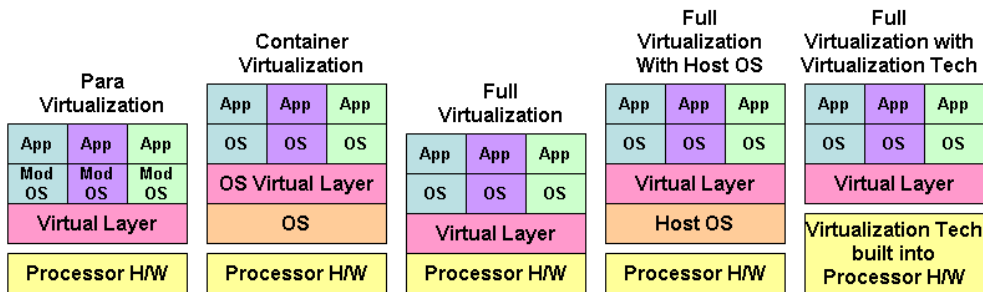 Para
Virtualization
App App App
Mod Mod Mod
OS OS OS
Virtual Layer
Processor H/W
Container
Virtualization
App App App
OS OS OS
OS Virtual Layer
OS
Processor H/W
Full
Virtualization
App App App
OS OS OS
Virtual Layer
Processor H/W
Full
Virtualization
With Host OS
App App App
OS OS OS
Virtual Layer
Host OS
Processor H/W
Full
Virtualization with
Virtualization Tech
App App App
OS OS OS
Virtual Layer
Virtualization Tech
built into
Processor H/W